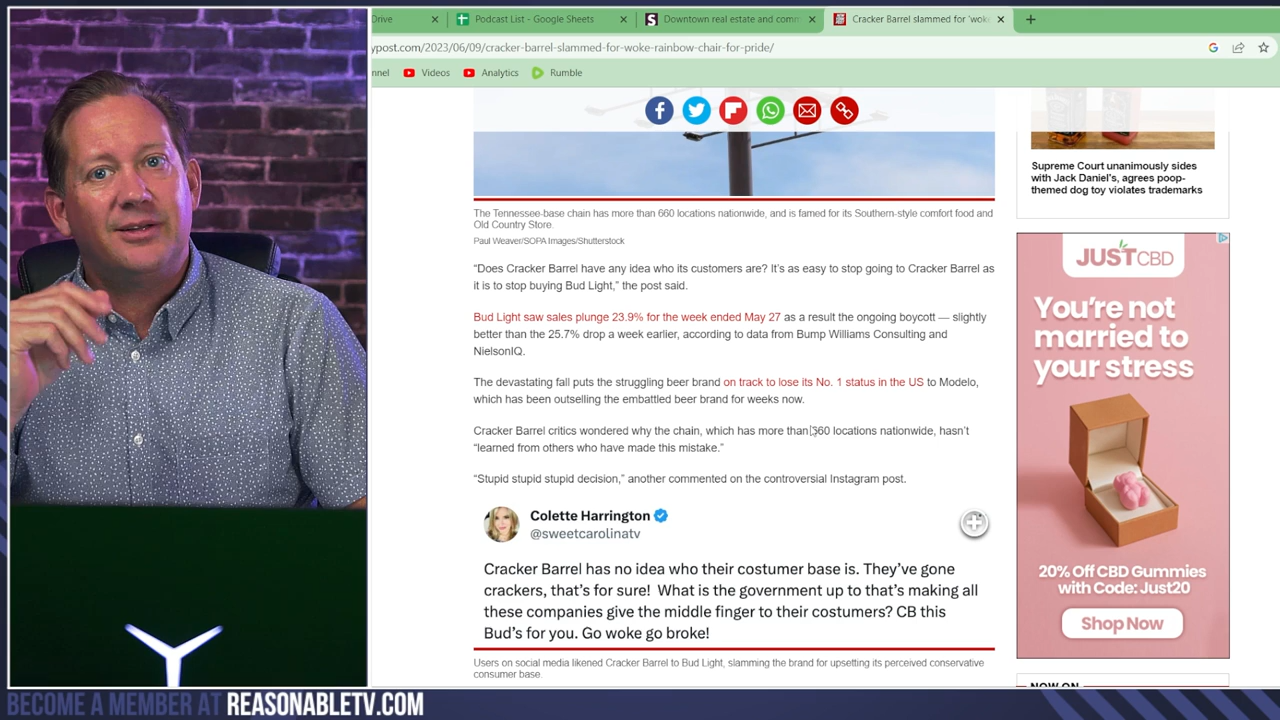 Drive
Podcast List - Google Sheets
Downtown real estate and comm
Cracker Barrel slammed for 'wok
ypost.com/2023/06/09/cracker-barrel-slammed-for-woke-rainbow-chair-for-pride/
nnel
Videos
Analytics
Rumble
The Tennessee-base chain has more than 660 locations nationwide, and is famed for its Southern-style comfort food and
Old Country Store.
Paul Weaver/SOPA Images/Shutterstock
“Does Cracker Barrel have any idea who its customers are? It’s as easy to stop going to Cracker Barrel as
it is to stop buying Bud Light,” the post said.
Bud Light saw sales plunge 23.9% for the week ended May 27 as a result the ongoing boycott — slightly
better than the 25.7% drop a week earlier, according to data from Bump Williams Consulting and
NielsonIQ.
The devastating fall puts the struggling beer brand on track to lose its No. 1 status in the US to Modelo,
which has been outselling the embattled beer brand for weeks now.
Cracker Barrel critics wondered why the chain, which has more than 660 locations nationwide, hasn’t
“learned from others who have made this mistake.”
“Stupid stupid stupid decision,” another commented on the controversial Instagram post.
Colette Harrington
@sweetcarolinatv
Cracker Barrel has no idea who their costumer base is. They’ve gone
crackers, that’s for sure! What is the government up to that’s making all
these companies give the middle finger to their costumers? CB this
Bud’s for you. Go woke go broke!
Users on social media likened Cracker Barrel to Bud Light, slamming the brand for upsetting its perceived conservative
consumer base.
Supreme Court unanimously sides
with Jack Daniel's, agrees poop-
themed dog toy violates trademarks
JUSTCBD
You’re not
married to
your stress
20% Off CBD Gummies
with Code: Just20
Shop Now
NOW ON
BECOME A MEMBER AT REASONABLETV.COM